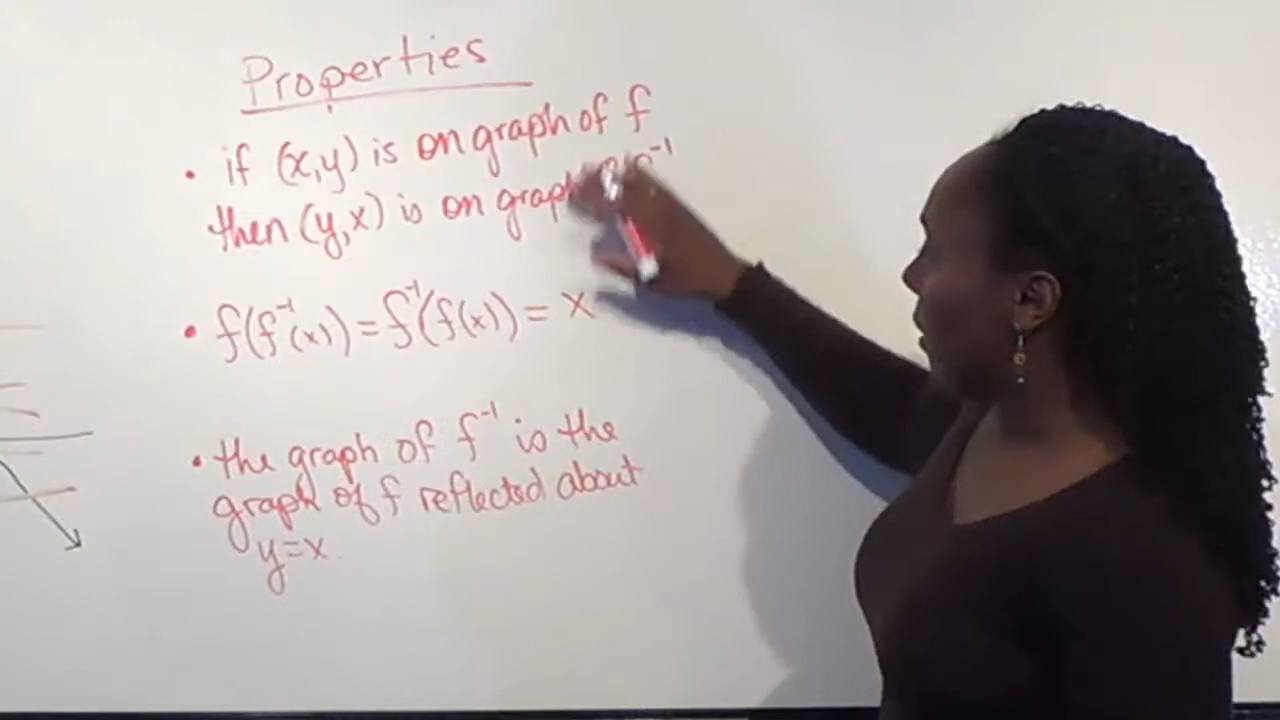 Properties
• if (x,y) is on graph of f
then (y,x) is on graph f⁻¹
• f(f⁻¹(x)) = f⁻¹(f(x)) = x
• the graph of f⁻¹ is the
graph of f reflected about
y=x.